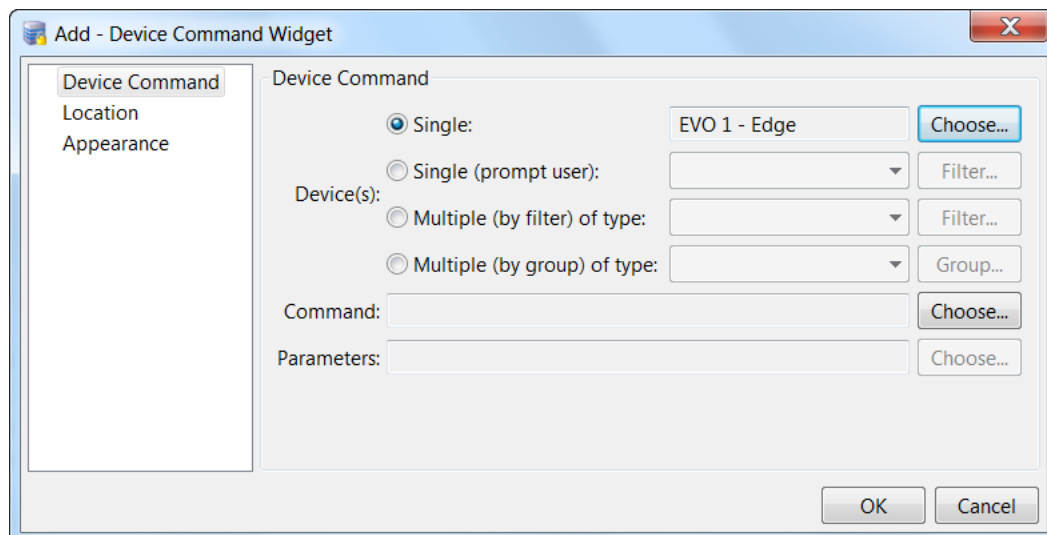 Add - Device Command Widget
Device Command
Location
Appearance
Device Command
Device(s):
Single:
EVO 1 - Edge
Choose...
Single (prompt user):
Filter...
Multiple (by filter) of type:
Filter...
Multiple (by group) of type:
Group...
Command:
Choose...
Parameters:
Choose...
OK
Cancel